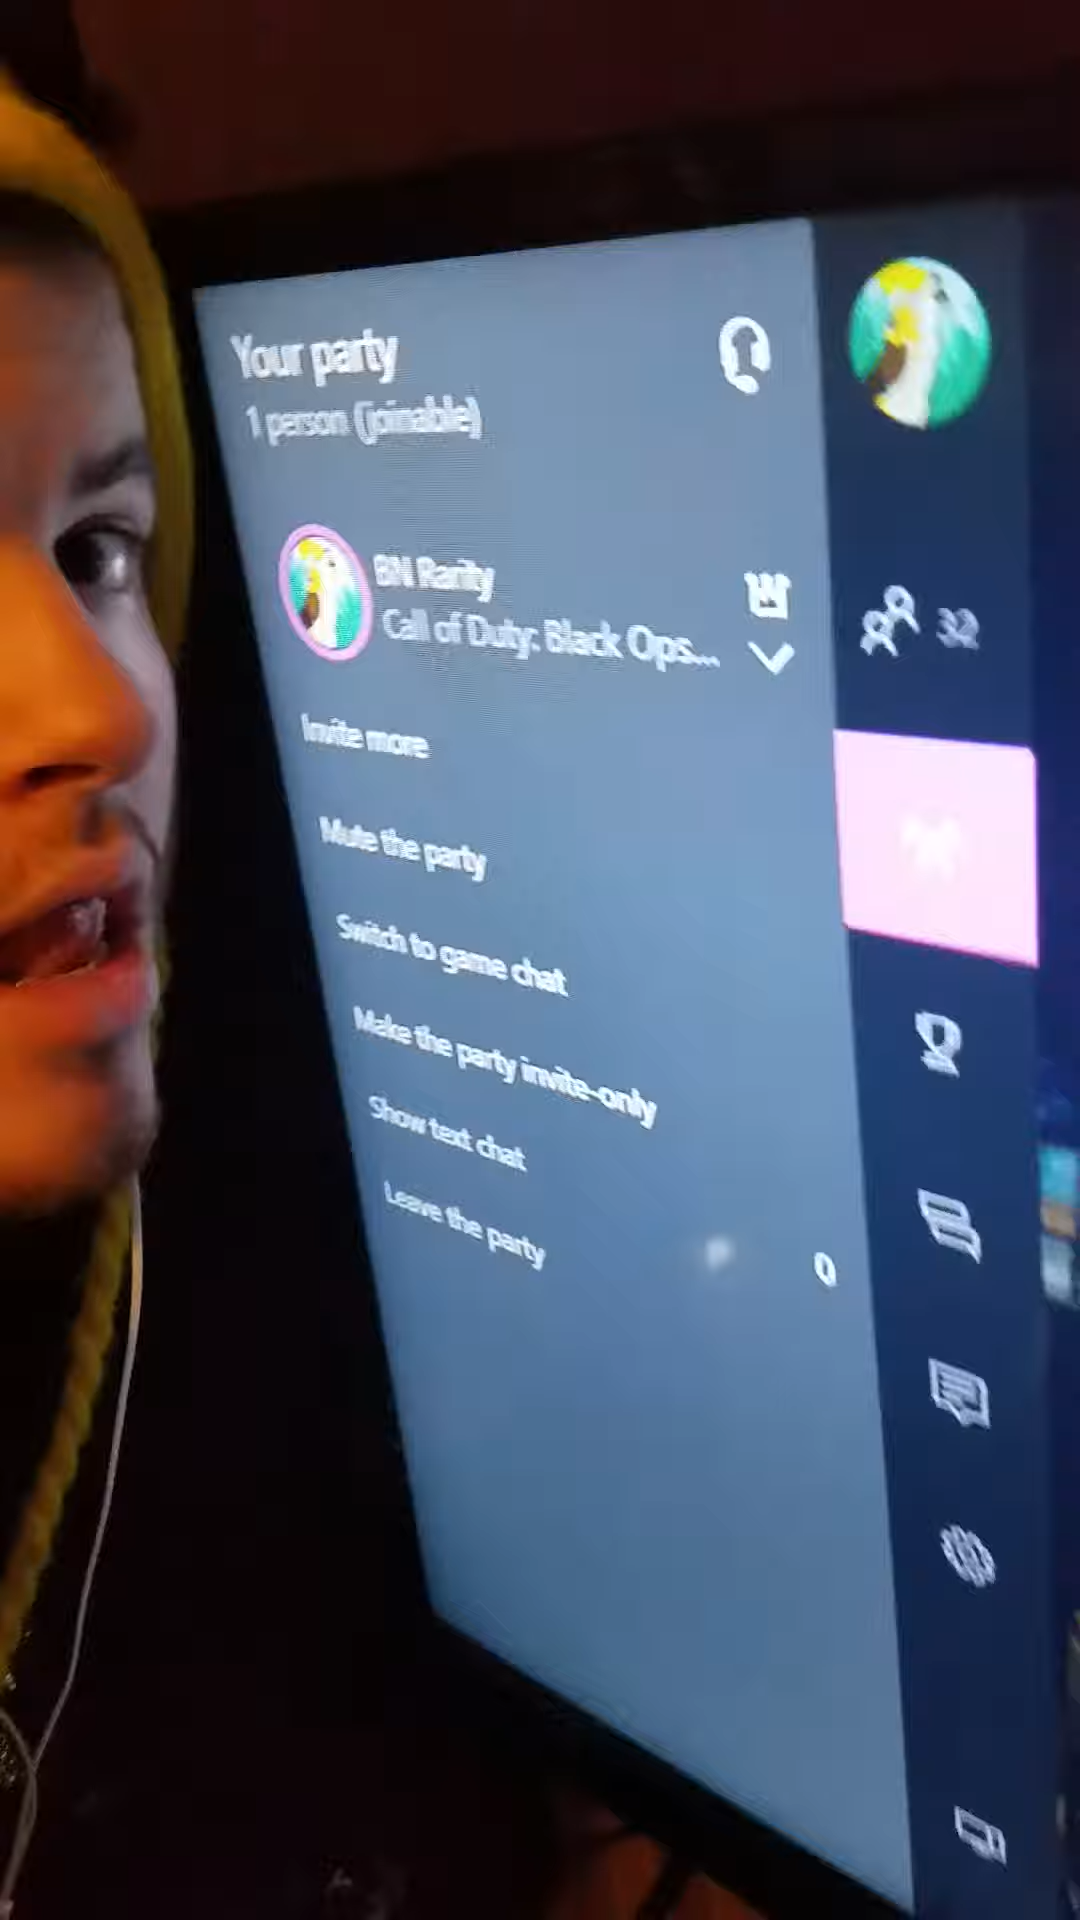 Your party
1 person (joinable)
BN Rarity
Call of Duty: Black Ops...
32
Invite more
Mute the party
Switch to game chat
Make the party invite-only
Show text chat
Leave the party